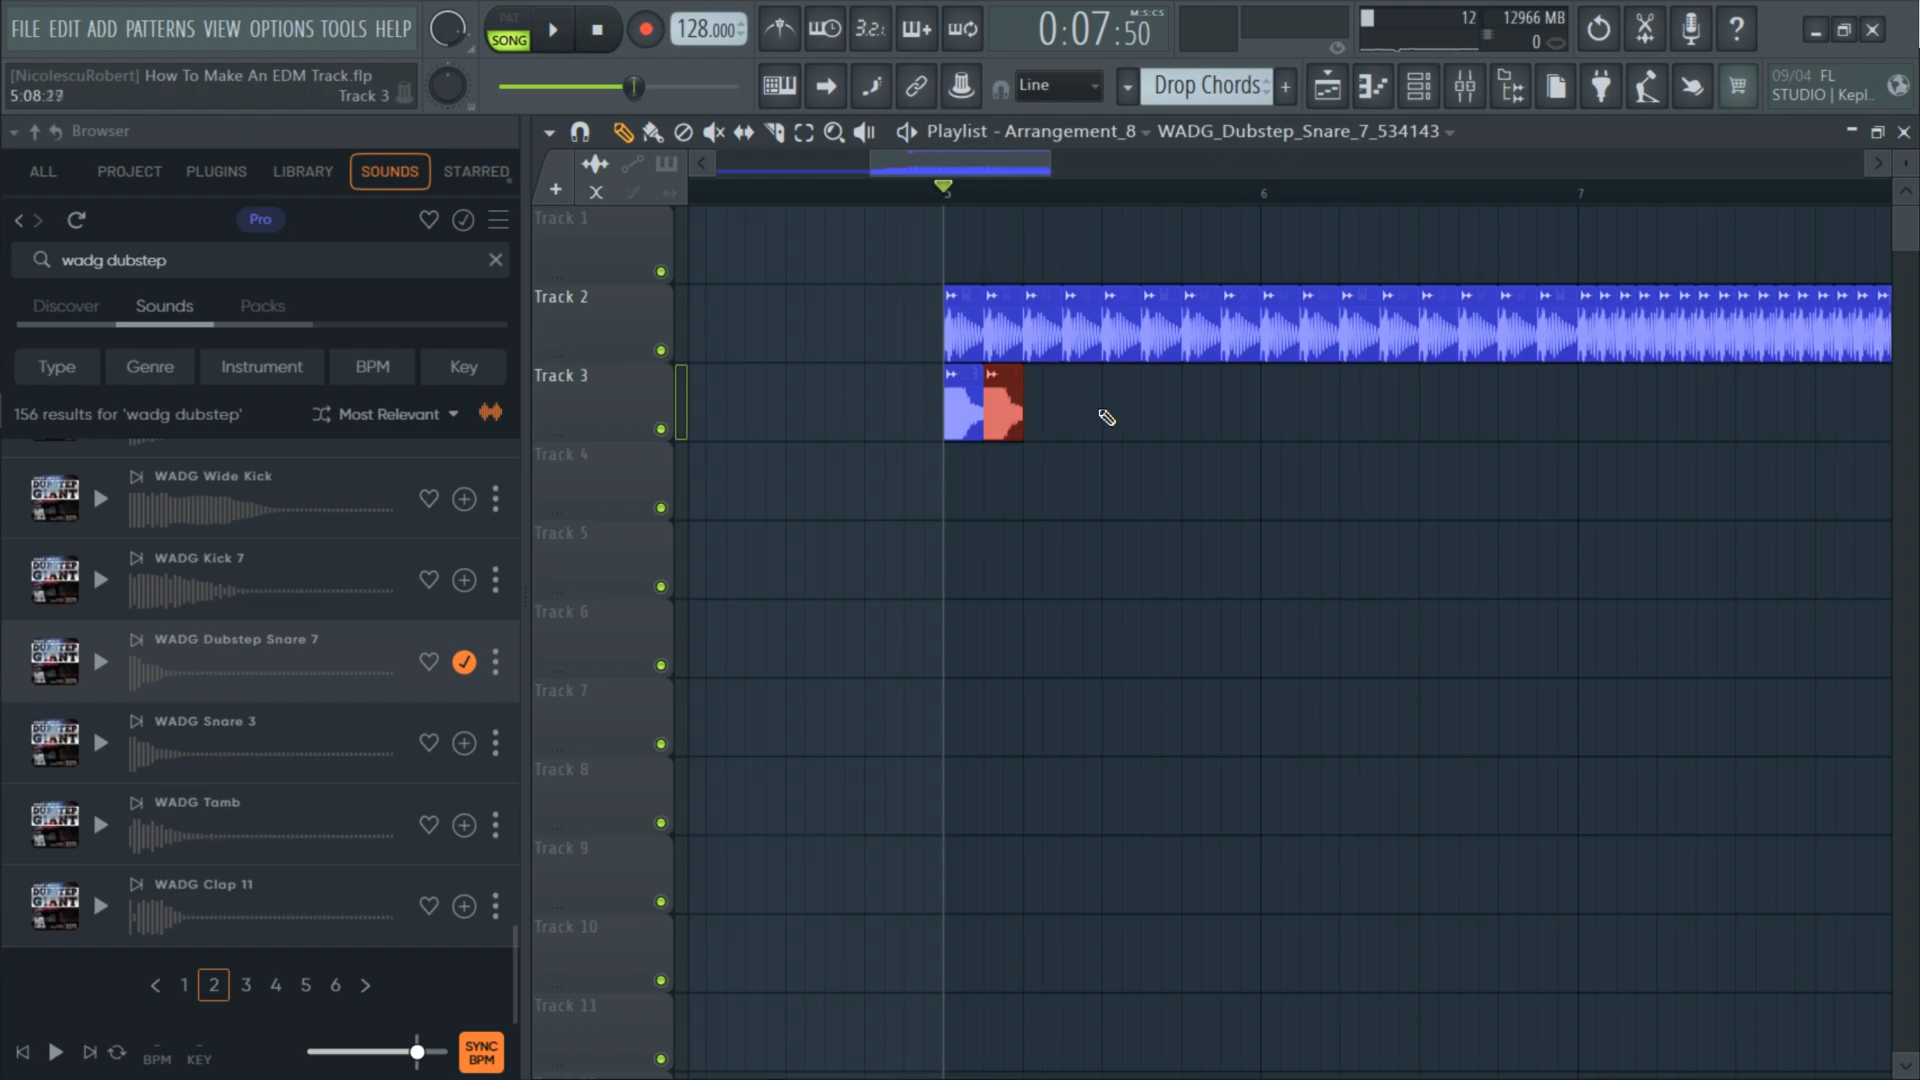 FILE EDIT ADD PATTERNS VIEW OPTIONS TOOLS HELP
PAT
SONG
128.000
3.2.
0:07:50
M:S:CS
12
12966 MB
0
[NicolescuRobert] How To Make An EDM Track.flp
Track 3
Line
Drop Chords
09/04 FL
STUDIO | Kepl..
Browser
Playlist - Arrangement_8 WADG_Dubstep_Snare_7_534143
ALL PROJECT PLUGINS LIBRARY SOUNDS STARRED
Pro
wadg dubstep
Discover Sounds Packs
Type Genre Instrument BPM Key
156 results for 'wadg dubstep'
Most Relevant
WADG Wide Kick
WADG Kick 7
WADG Dubstep Snare 7
WADG Snare 3
WADG Tamb
WADG Clap 11
< 1 2 3 4 5 6 >
BPM
KEY
SYNC
BPM
6
7
Track 1
Track 2
Track 3
Track 4
Track 5
Track 6
Track 7
Track 8
Track 9
Track 10
Track 11